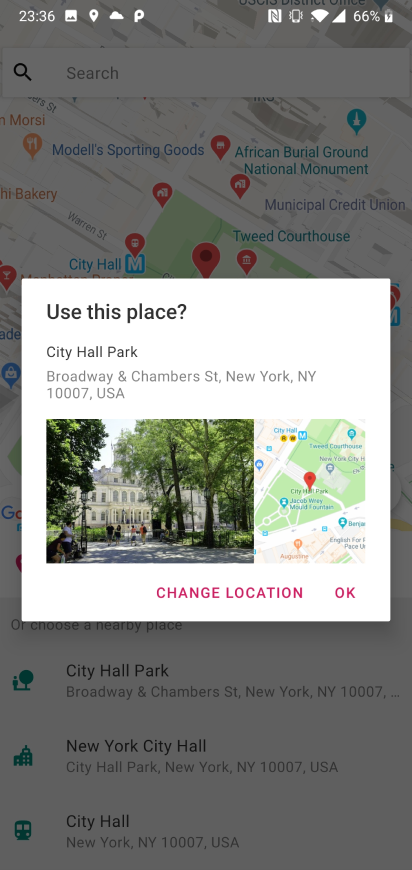 23:36
66%
USCIS District Office
Search
n Morsi
Modell's Sporting Goods
African Burial Ground
National Monument
hi Bakery
Municipal Credit Union
Warren St
Tweed Courthouse
City Hall
M
Use this place?
City Hall Park
Broadway & Chambers St, New York, NY
10007, USA
City Hall
M
R W
Tweed Courthouse
New York City H
City Hall Park
Jacob Wrey
Mould Fountain
Benja
English For
Pace U
Augustine
CHANGE LOCATION
OK
Or choose a nearby place
City Hall Park
Broadway & Chambers St, New York, NY 10007, ...
New York City Hall
City Hall Park, New York, NY 10007, USA
City Hall
New York, NY 10007, USA